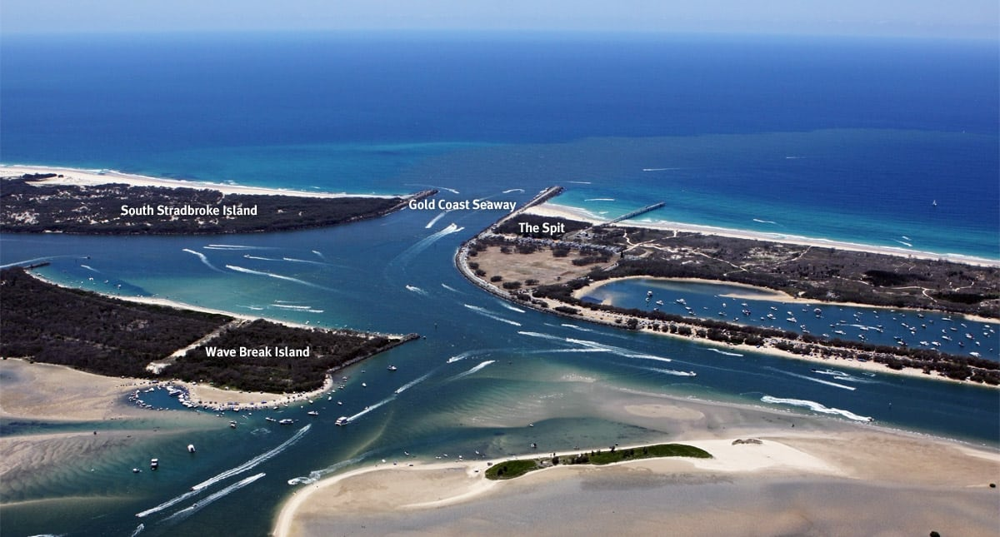 Gold Coast Seaway
South Stradbroke Island
The Spit
Wave Break Island